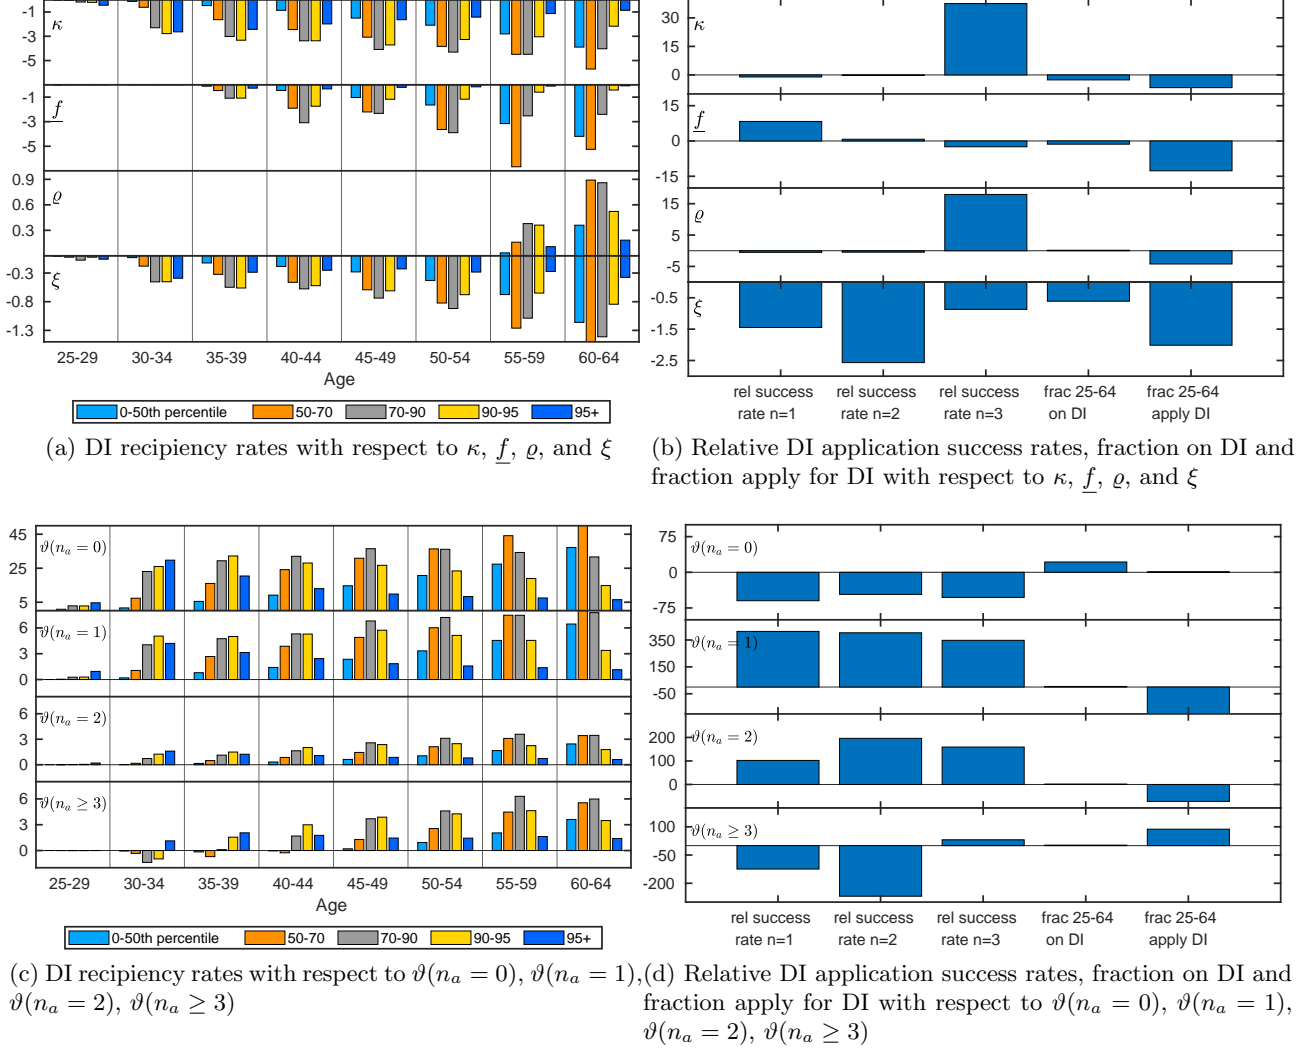 -1
κ
-3
-5
-1
f
-3
-5
0.9
ϱ
0.6
0.3
-0.3
ξ
-0.8
-1.3
25-29 30-34 35-39 40-44 45-49 50-54 55-59 60-64
Age
0-50th percentile 50-70 70-90 90-95 95+
(a) DI recipiency rates with respect to κ, f, ϱ, and ξ
30
κ
15
0
15
f
0
-15
15
ϱ
5
-5
-0.5
ξ
-1.5
-2.5
rel success rel success rel success frac 25-64 frac 25-64
rate n=1 rate n=2 rate n=3 on DI apply DI
(b) Relative DI application success rates, fraction on DI and
fraction apply for DI with respect to κ, f, ϱ, and ξ
45
ϑ(nₐ = 0)
25
5
6
ϑ(nₐ = 1)
3
0
6
ϑ(nₐ = 2)
3
0
6
ϑ(nₐ ≥ 3)
3
0
25-29 30-34 35-39 40-44 45-49 50-54 55-59 60-64
Age
0-50th percentile 50-70 70-90 90-95 95+
(c) DI recipiency rates with respect to ϑ(nₐ = 0), ϑ(nₐ = 1),
ϑ(nₐ = 2), ϑ(nₐ ≥ 3)
75
ϑ(nₐ = 0)
0
-75
350
ϑ(nₐ = 1)
150
-50
200
ϑ(nₐ = 2)
100
0
100
ϑ(nₐ ≥ 3)
-50
-200
rel success rel success rel success frac 25-64 frac 25-64
rate n=1 rate n=2 rate n=3 on DI apply DI
(d) Relative DI application success rates, fraction on DI and
fraction apply for DI with respect to ϑ(nₐ = 0), ϑ(nₐ = 1),
ϑ(nₐ = 2), ϑ(nₐ ≥ 3)